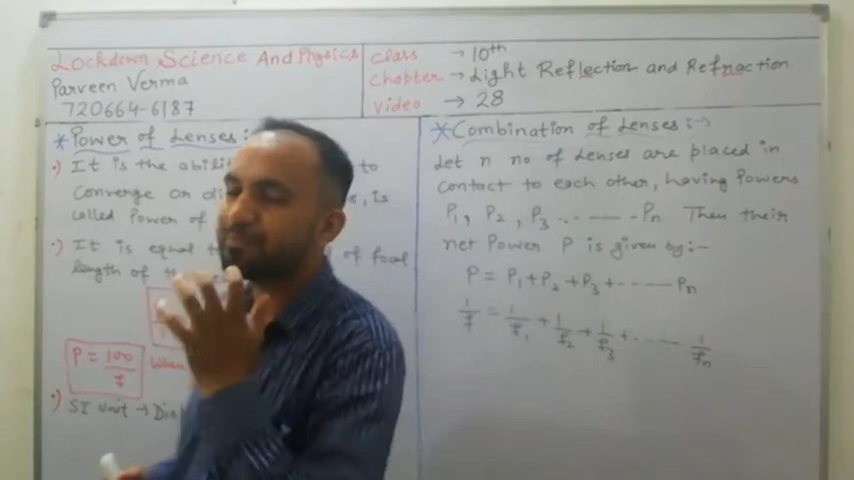 Lockdown Science And Physics
Parveen Verma
720664-6187
Class → 10th
Chapter → Light Reflection and Refraction
Video → 28
*Power of Lenses:
•) It is the to
Converge or is
called Power of
•) It is equal of focal
length of
P = 100/f
•) SI Unit →
*Combination of Lenses:→
Let n no of Lenses are placed in
Contact to each other, having Powers
P1, P2, P3 ...--- -Pn Then their
net Power P is given by:-
P = P1+P2+P3+----- Pn
1/f = 1/f1 + 1/f2 + 1/f3 + ....... 1/fn